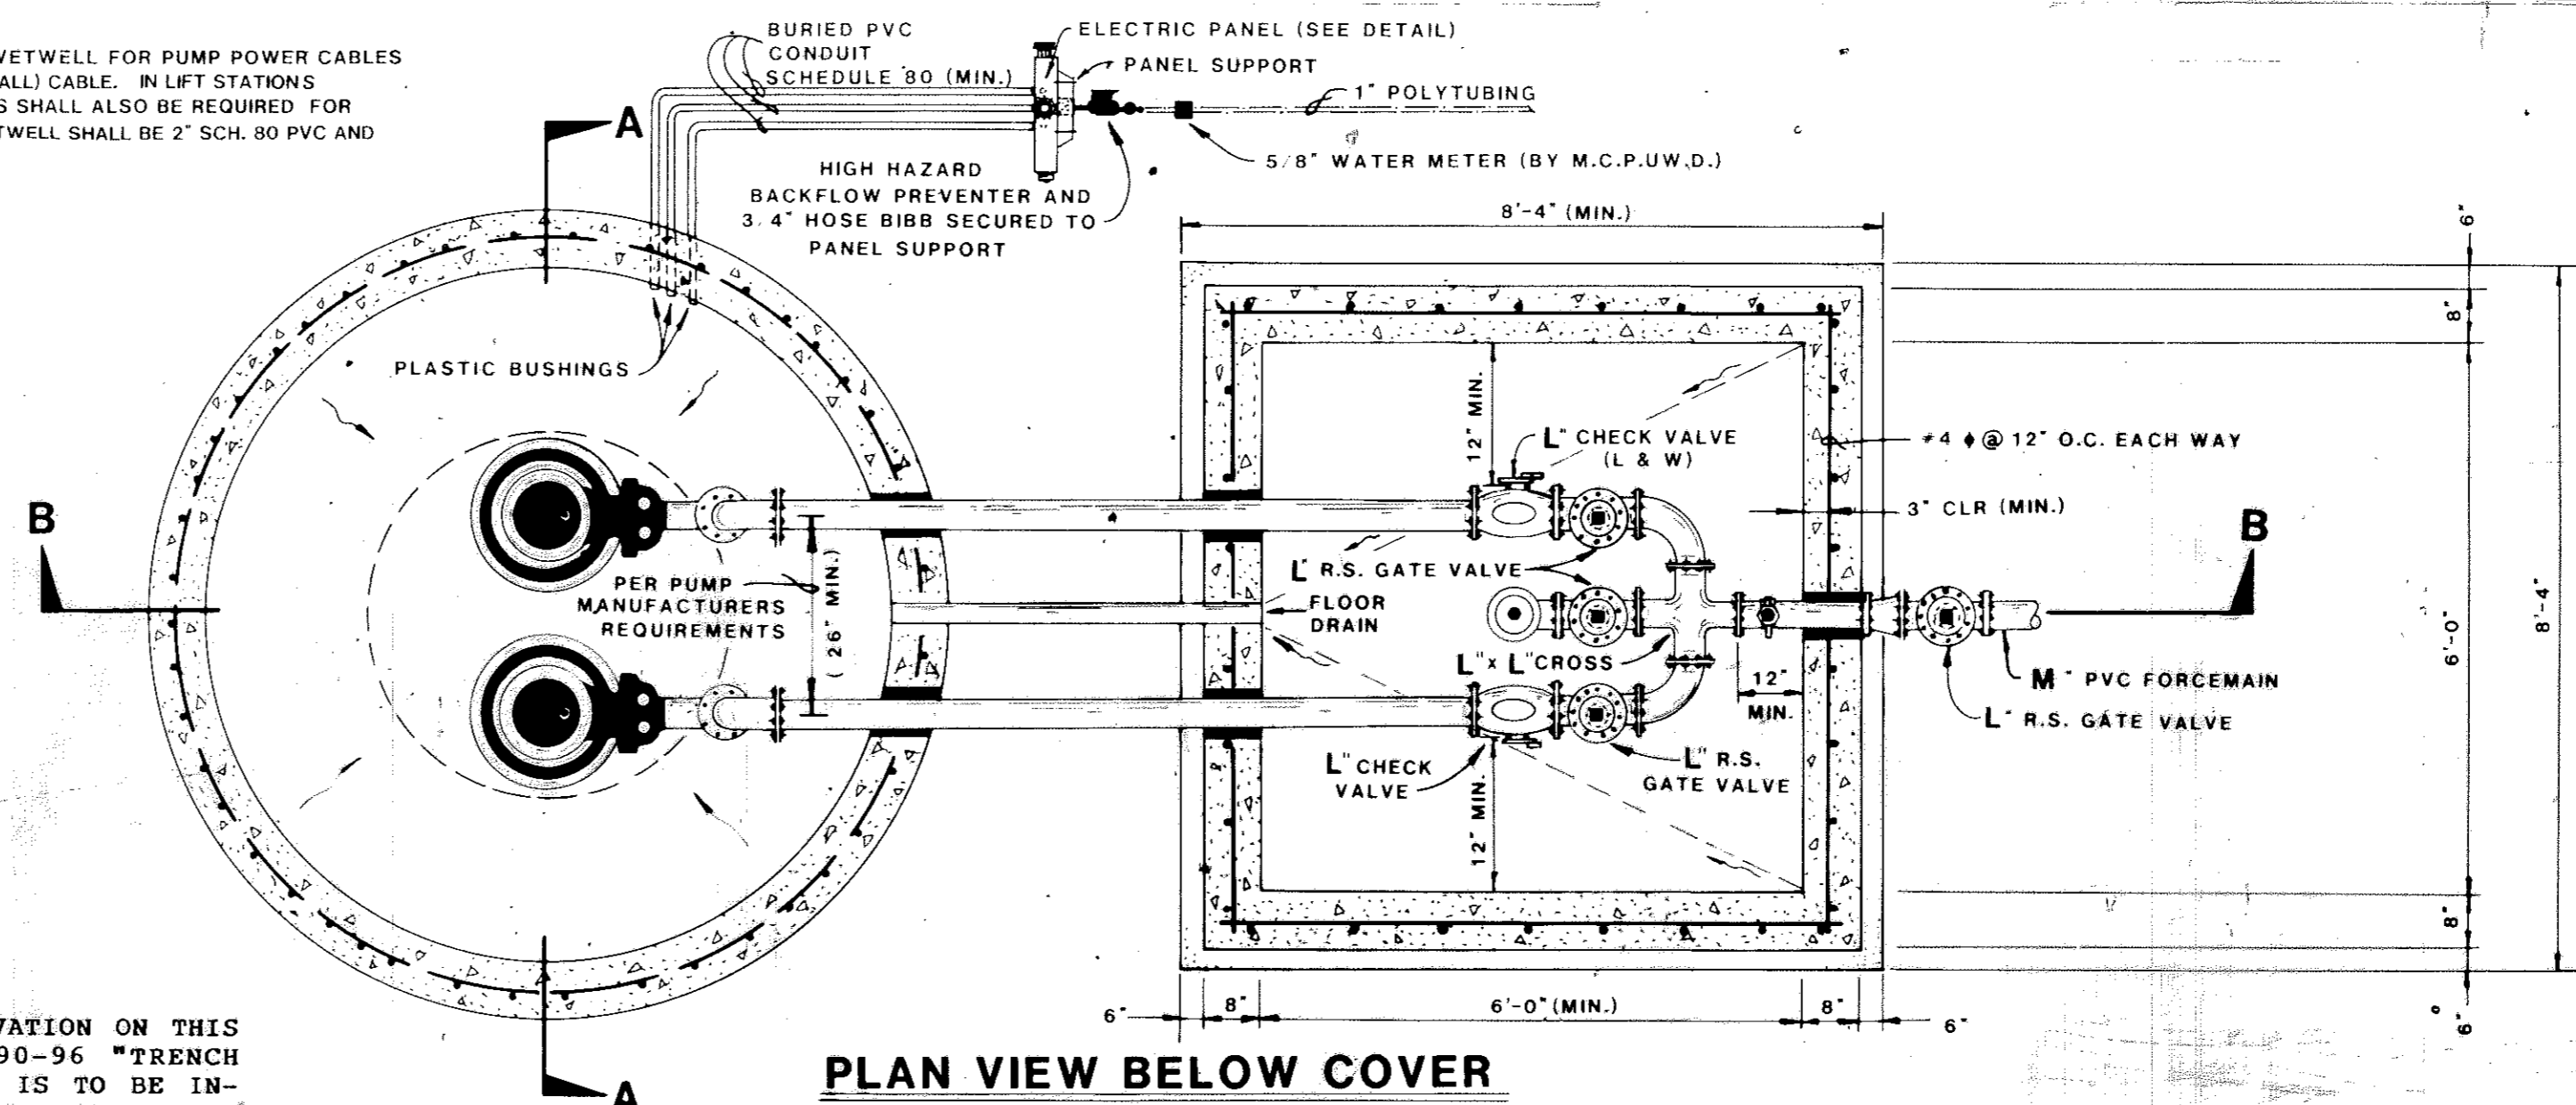 WETWELL FOR PUMP POWER CABLES
ALL) CABLE. IN LIFT STATIONS
S SHALL ALSO BE REQUIRED FOR
TWELL SHALL BE 2" SCH. 80 PVC AND
BURIED PVC
CONDUIT
SCHEDULE 80 (MIN.)
ELECTRIC PANEL (SEE DETAIL)
PANEL SUPPORT
1" POLYTUBING
5/8" WATER METER (BY M.C.P.UW.D.)
HIGH HAZARD
BACKFLOW PREVENTER AND
3/4" HOSE BIBB SECURED TO
PANEL SUPPORT
A
8'-4" (MIN.)
6"
8"
PLASTIC BUSHINGS
12" MIN.
L" CHECK VALVE
(L & W)
#4 ⌀ @ 12" O.C. EACH WAY
3" CLR (MIN.)
B
B
PER PUMP
MANUFACTURERS
REQUIREMENTS
(26" MIN.)
L" R.S. GATE VALVE
FLOOR
DRAIN
L" x L" CROSS
12"
MIN.
M" PVC FORCEMAIN
L" R.S. GATE VALVE
L" CHECK
VALVE
L" R.S.
GATE VALVE
12" MIN.
6'-0"
8'-4"
8"
6"
6"
8"
6'-0" (MIN.)
8"
6"
VATION ON THIS
90-96 "TRENCH
IS TO BE IN-
A
PLAN VIEW BELOW COVER